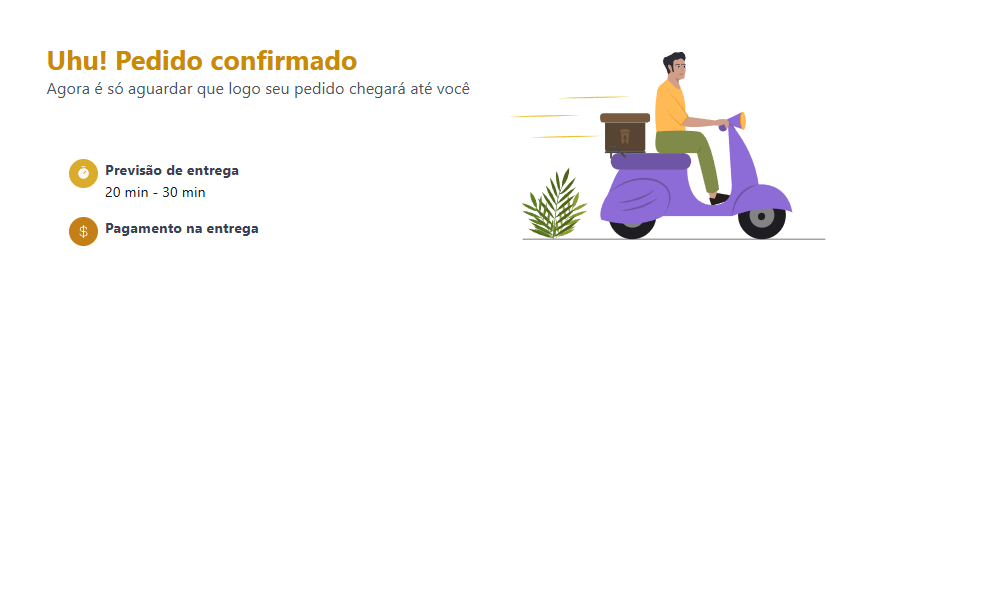 Uhu! Pedido confirmado
Agora é só aguardar que logo seu pedido chegará até você
Previsão de entrega
20 min - 30 min
$ Pagamento na entrega